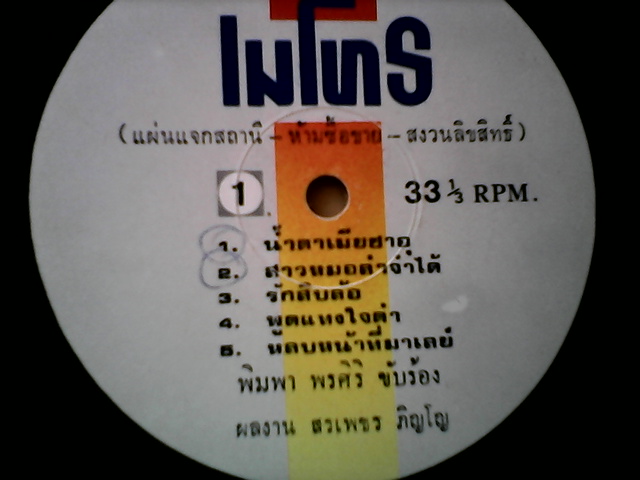 เมโทร
(แผ่นแจกสถานี - ห้ามซื้อขาย - สงวนลิขสิทธิ์)
1 33 ⅓ RPM.
1. น้ำตาเมียซาอุ
2. สาวหมอลำจำได้
3. รักสิบล้อ
4. พูดแทงใจดำ
5. หลบหน้าที่มาเลย์
พิมพา พรศิริ ขับร้อง
ผลงาน สรเพชร ภิญโญ